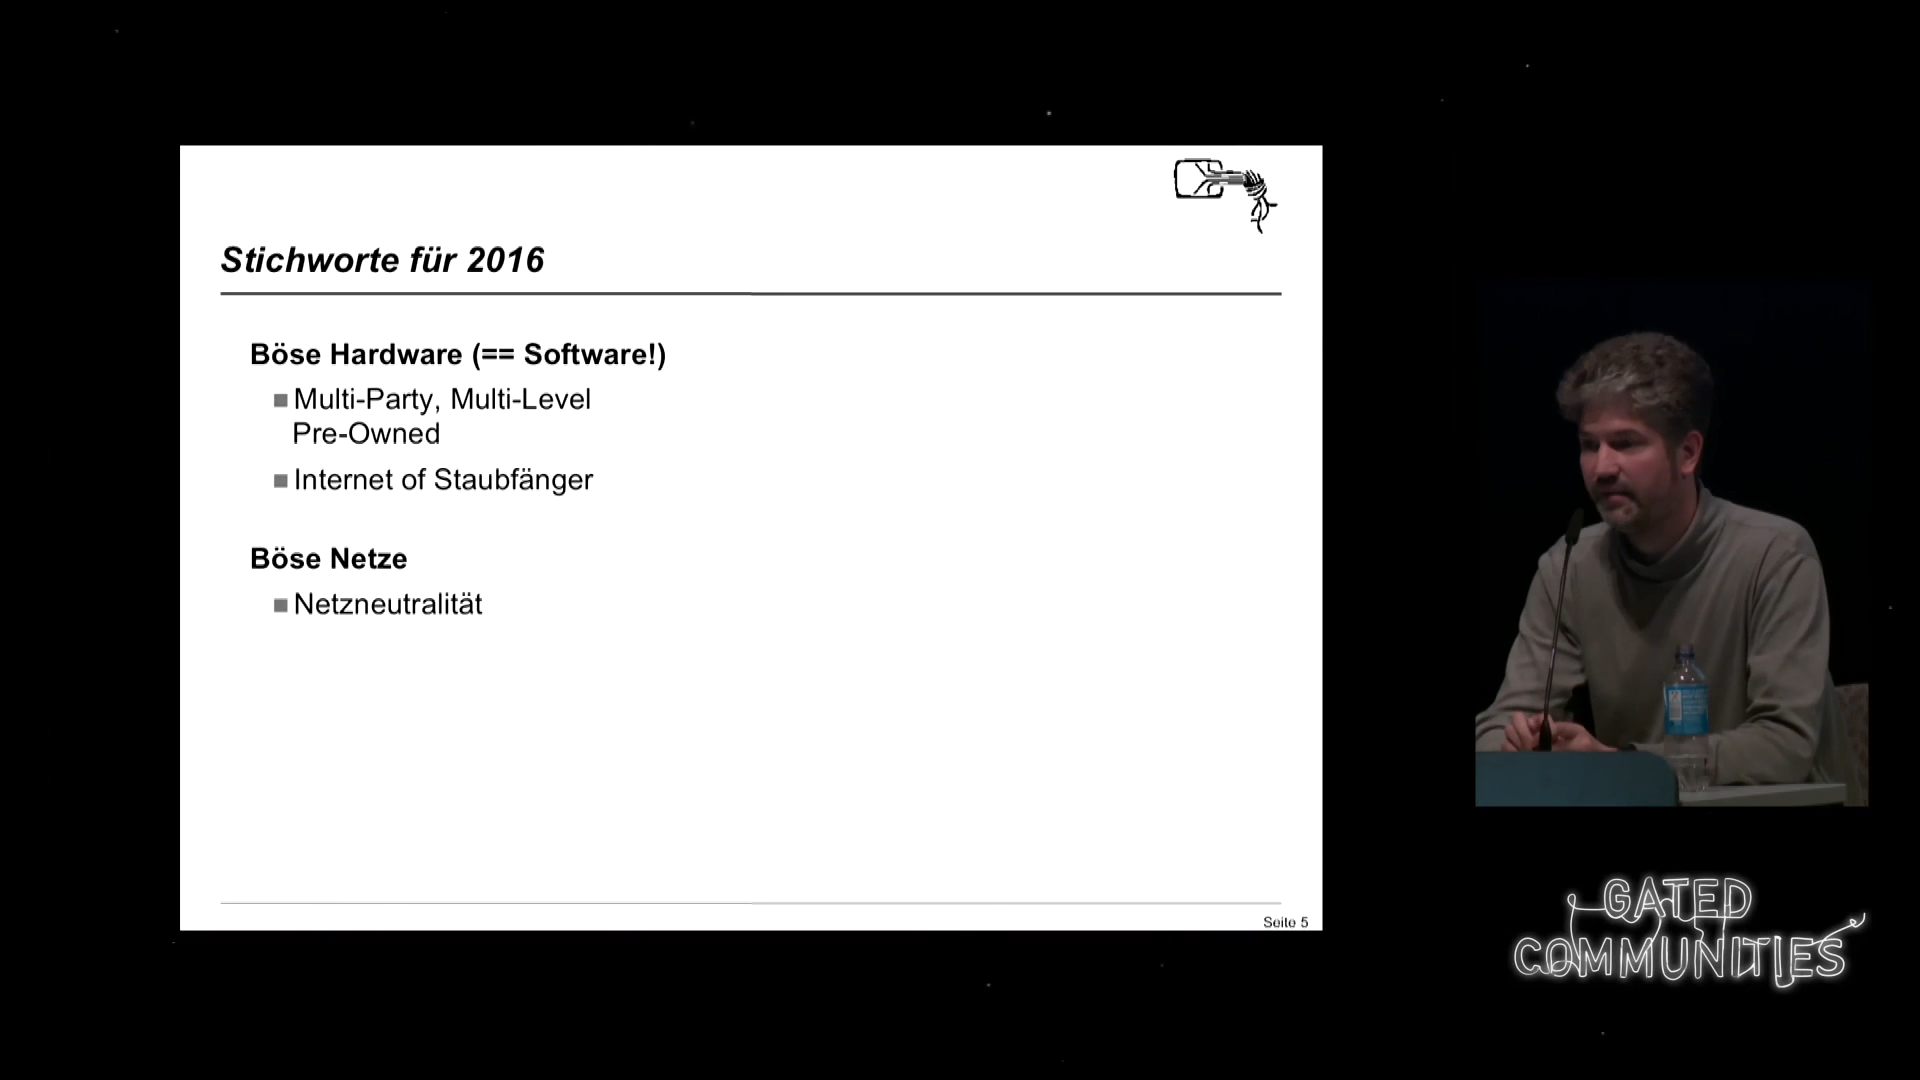 Stichworte für 2016
Böse Hardware (== Software!)
Multi-Party, Multi-Level
Pre-Owned
Internet of Staubfänger
Böse Netze
Netzneutralität
Seite 5
GATED
COMMUNITIES